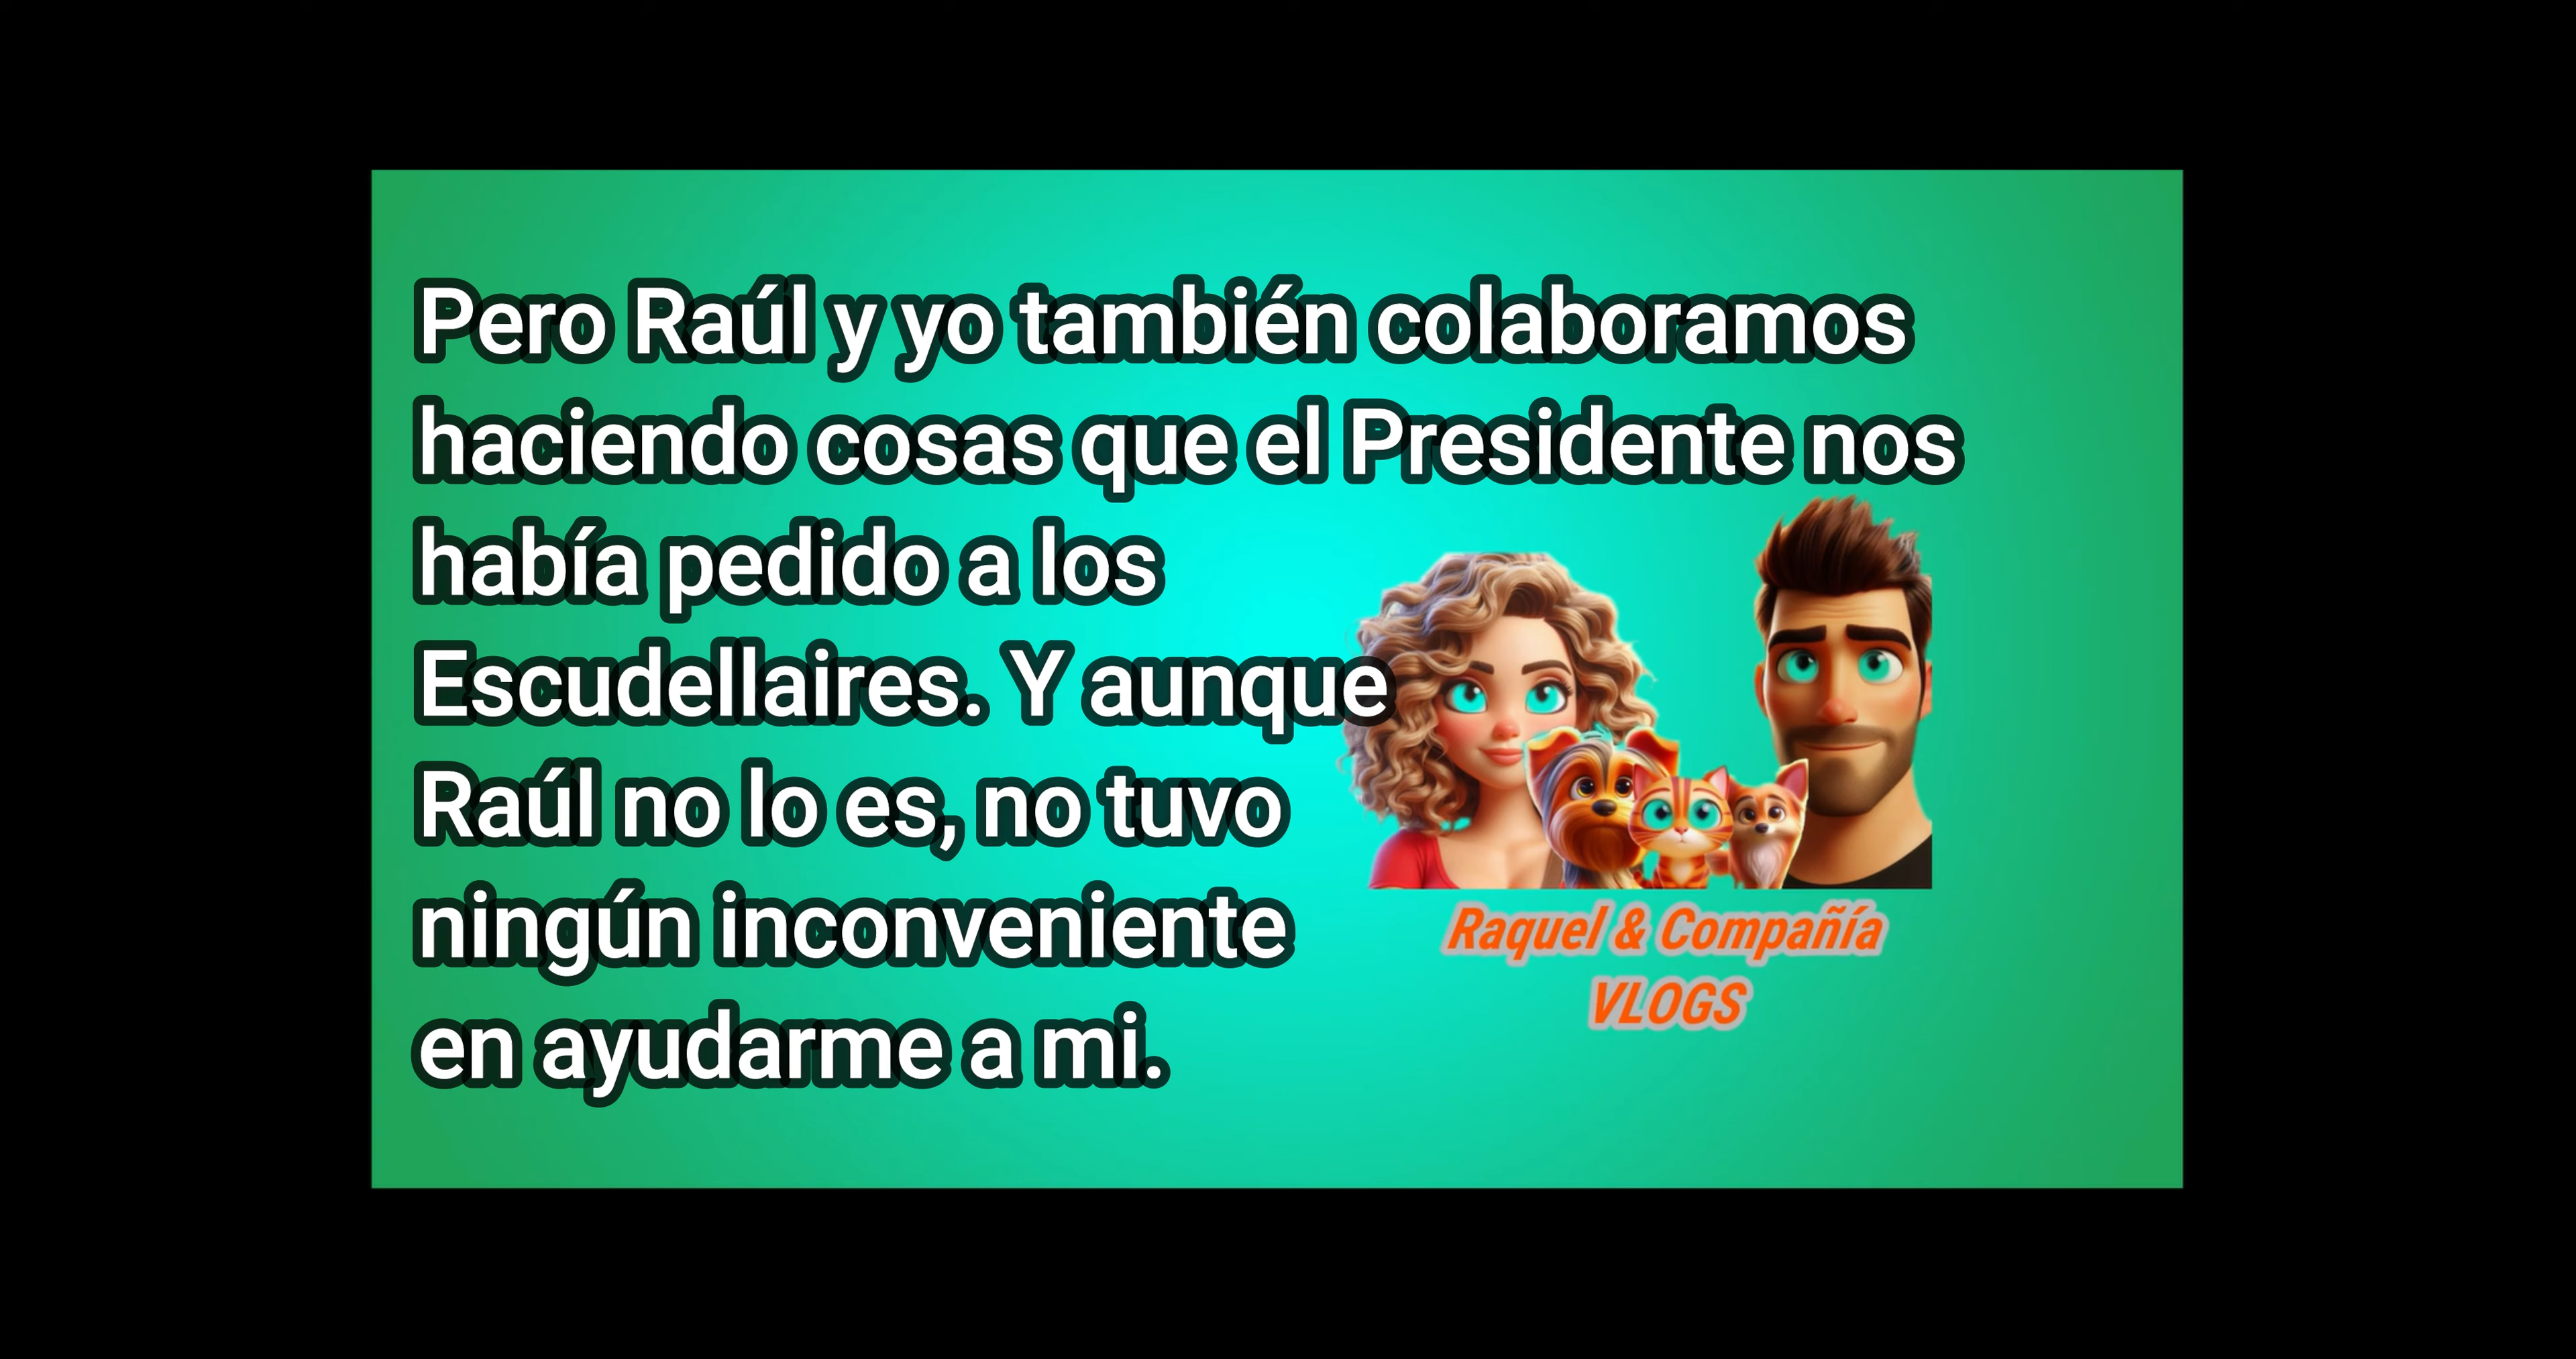 Pero Raúl y yo también colaboramos
haciendo cosas que el Presidente nos
había pedido a los
Escudellaires. Y aunque
Raúl no lo es, no tuvo
ningún inconveniente
en ayudarme a mi.
Raquel & Compañía
VLOGS